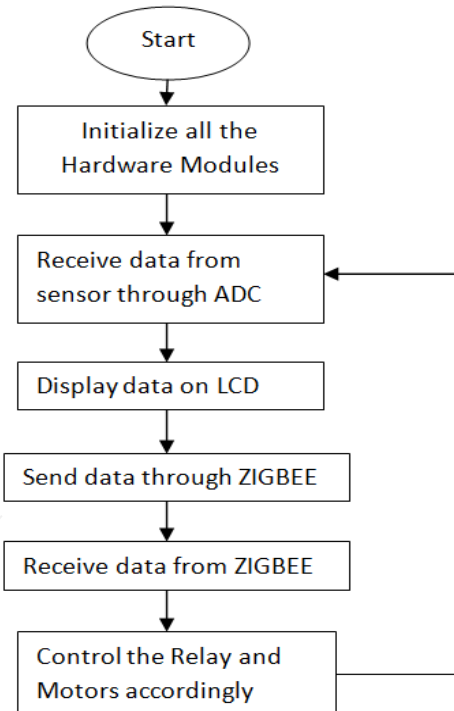 Start
Initialize all the
Hardware Modules
Receive data from
sensor through ADC
Display data on LCD
Send data through ZIGBEE
Receive data from ZIGBEE
Control the Relay and
Motors accordingly